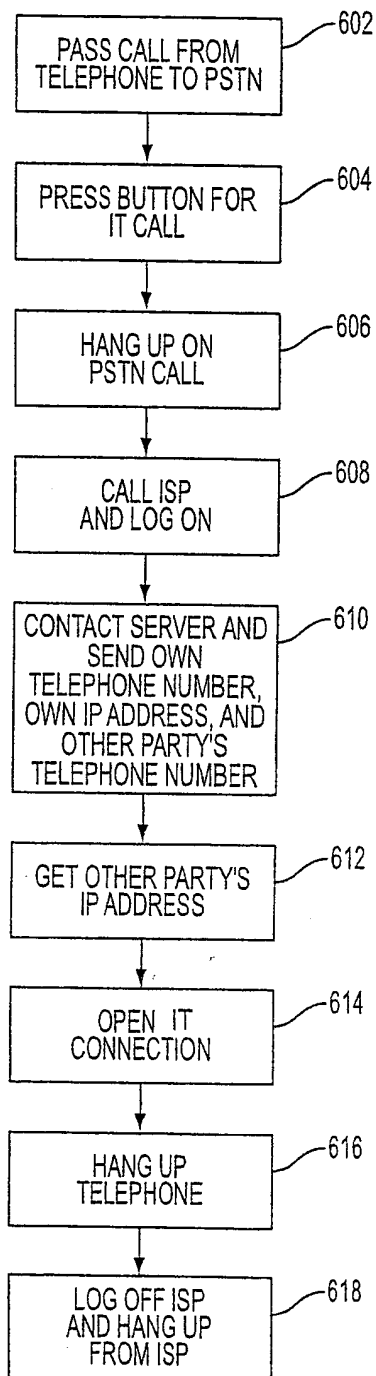 PASS CALL FROM
TELEPHONE TO PSTN
602
PRESS BUTTON FOR
IT CALL
604
HANG UP ON
PSTN CALL
606
CALL ISP
AND LOG ON
608
CONTACT SERVER AND
SEND OWN
TELEPHONE NUMBER,
OWN IP ADDRESS, AND
OTHER PARTY'S
TELEPHONE NUMBER
610
GET OTHER PARTY'S
IP ADDRESS
612
OPEN IT
CONNECTION
614
HANG UP
TELEPHONE
616
LOG OFF ISP
AND HANG UP
FROM ISP
618